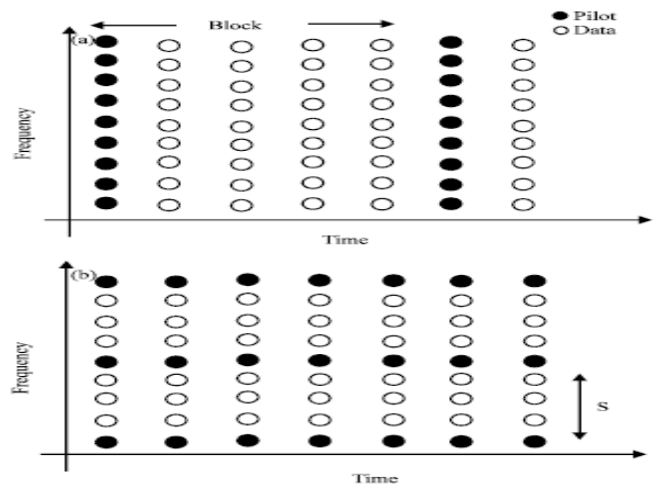 Block
Pilot
Data
(a)
Frequency
Time
(b)
Frequency
S
Time